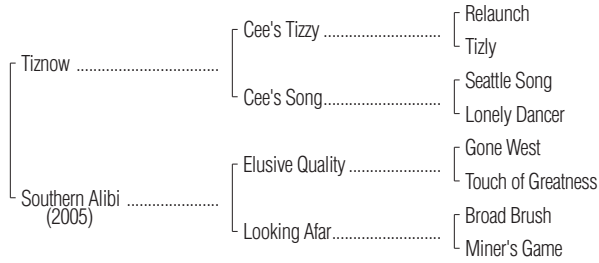 Relaunch
Cee's Tizzy ..............................
Tizly
Tiznow .....................................
Seattle Song
Cee's Song..............................
Lonely Dancer
Gone West
Elusive Quality ........................
Touch of Greatness
Southern Alibi ........................
(2005)
Broad Brush
Looking Afar............................
Miner's Game